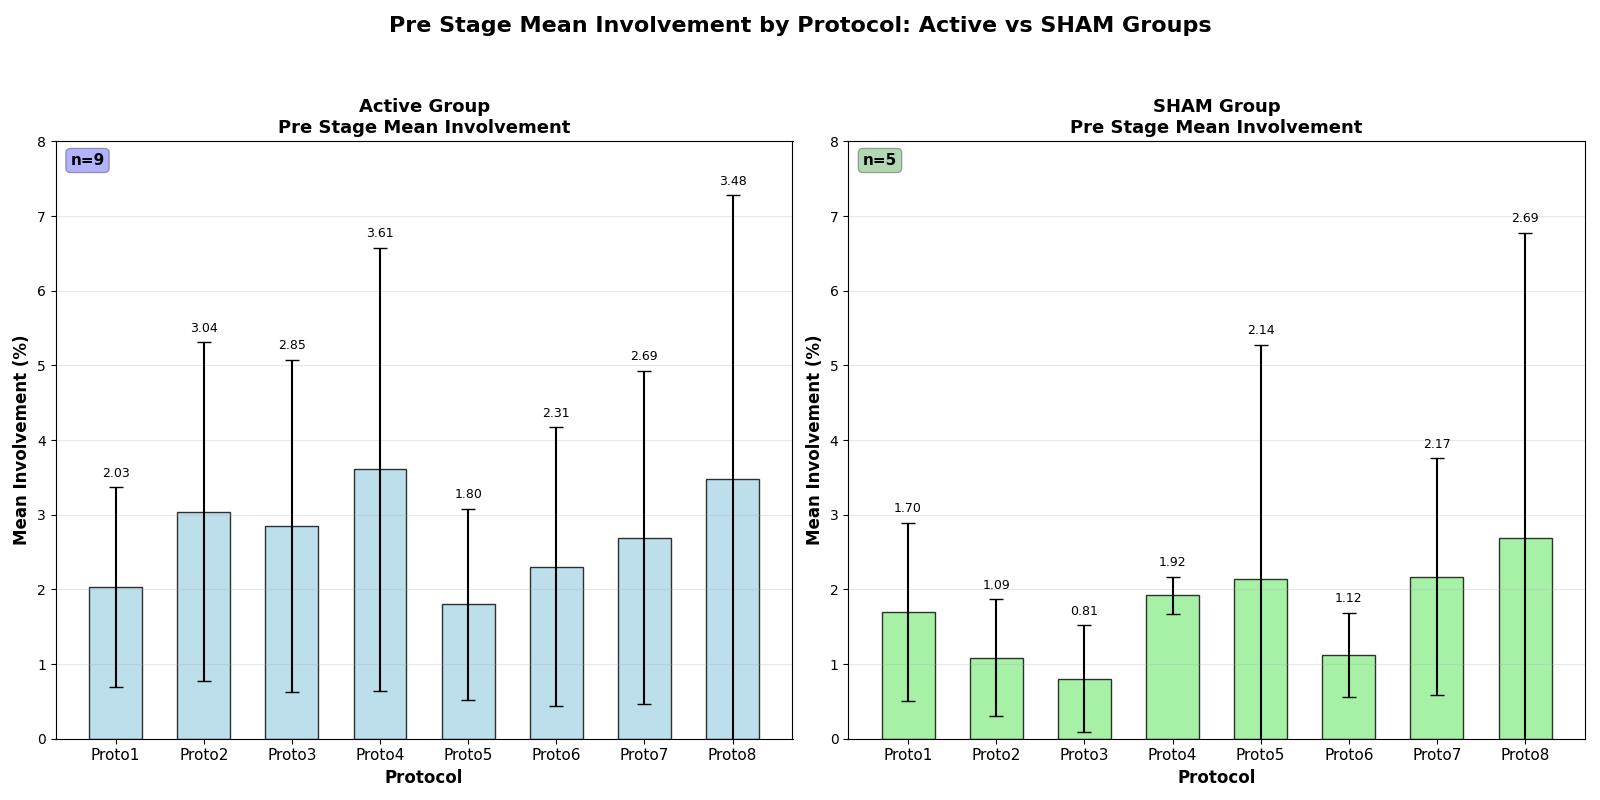 Pre Stage Mean Involvement by Protocol: Active vs SHAM Groups
Active Group
Pre Stage Mean Involvement
n=9
8
7
6
5
4
3
2
1
0
Mean Involvement (%)
2.03
3.04
2.85
3.61
1.80
2.31
2.69
3.48
Proto1
Proto2
Proto3
Proto4
Proto5
Proto6
Proto7
Proto8
Protocol
SHAM Group
Pre Stage Mean Involvement
n=5
8
7
6
5
4
3
2
1
0
Mean Involvement (%)
1.70
1.09
0.81
1.92
2.14
1.12
2.17
2.69
Proto1
Proto2
Proto3
Proto4
Proto5
Proto6
Proto7
Proto8
Protocol